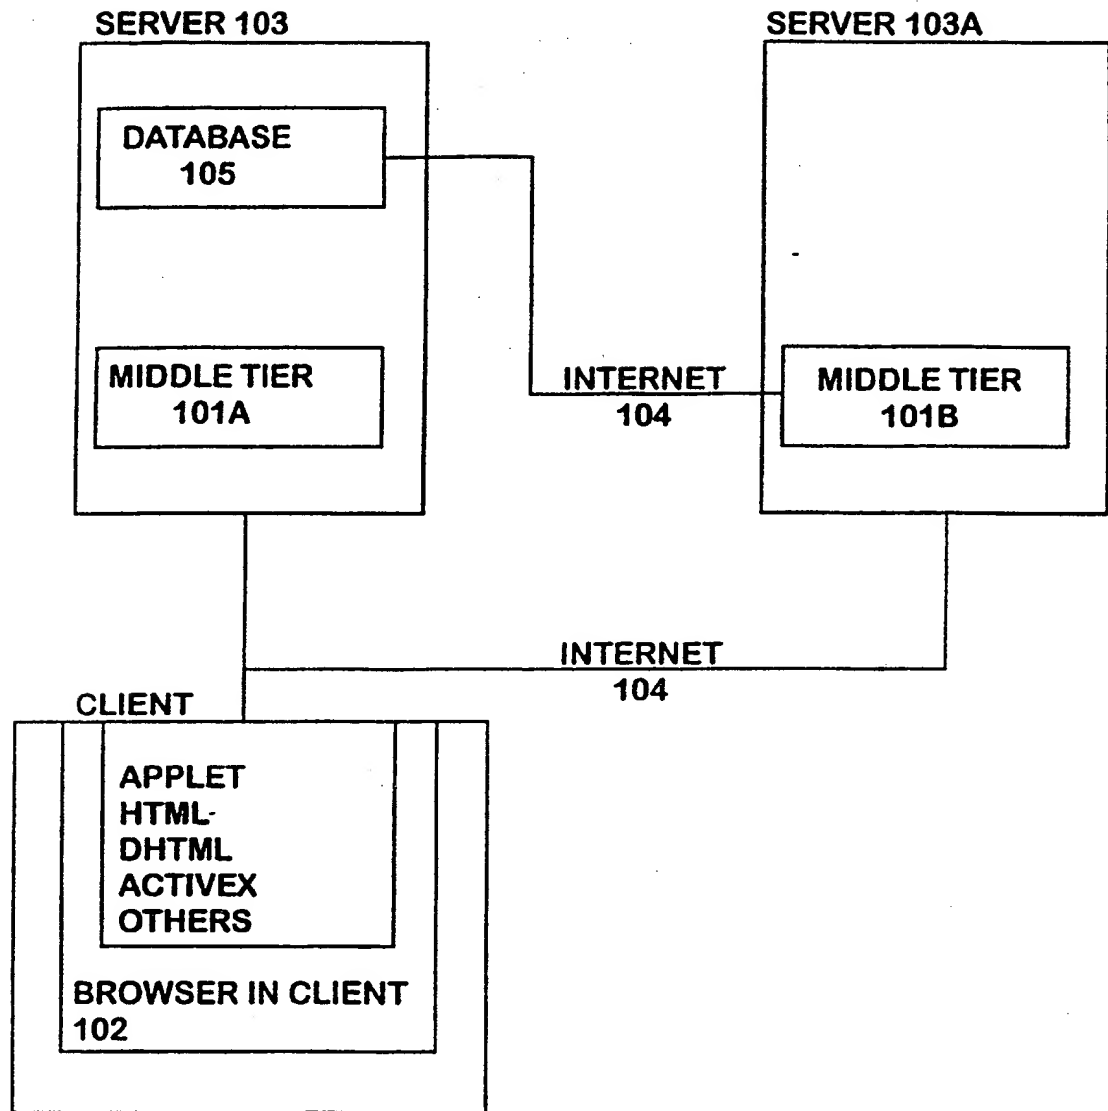 SERVER 103
SERVER 103A
DATABASE
105
MIDDLE TIER
101A
INTERNET
104
MIDDLE TIER
101B
INTERNET
104
CLIENT
APPLET
HTML
DHTML
ACTIVEX
OTHERS
BROWSER IN CLIENT
102